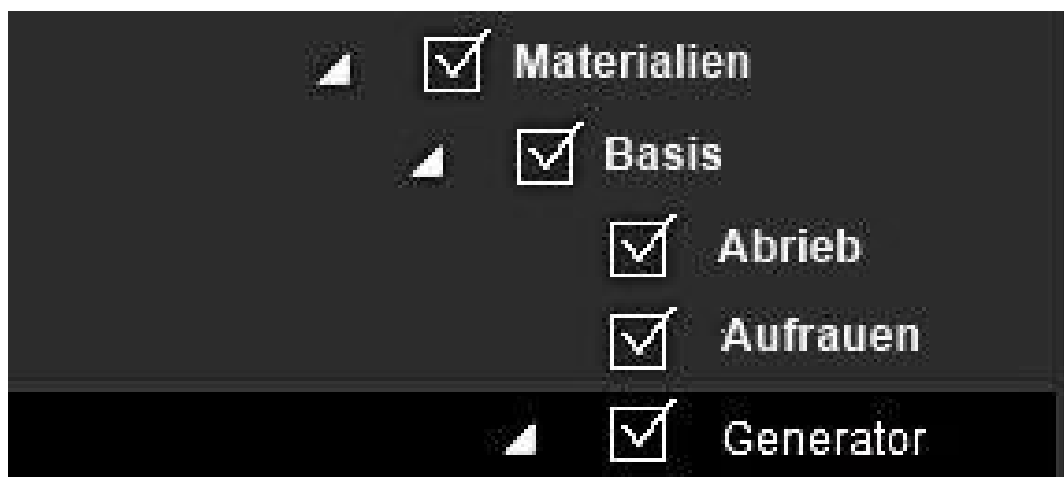 Materialien
Basis
Abrieb
Aufrauen
Generator